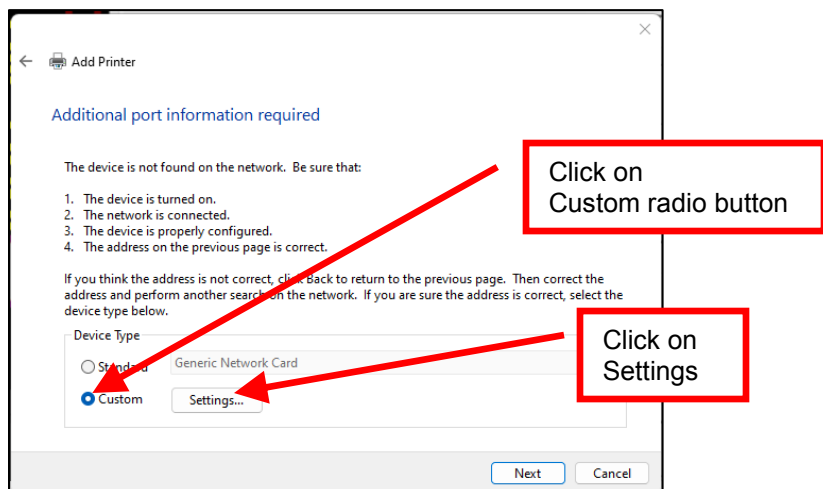 Add Printer
Additional port information required
The device is not found on the network. Be sure that:
1. The device is turned on.
2. The network is connected.
3. The device is properly configured.
4. The address on the previous page is correct.
If you think the address is not correct, click Back to return to the previous page. Then correct the
address and perform another search on the network. If you are sure the address is correct, select the
device type below.
Device Type
Standard
Generic Network Card
Custom
Settings...
Next
Cancel
Click on
Custom radio button
Click on
Settings